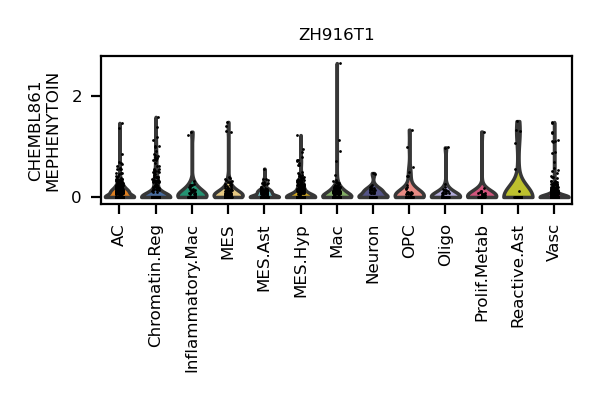 ZH916T1
CHEMBL861
MEPHENYTOIN
2
0
AC
Chromatin.Reg
Inflammatory.Mac
MES
MES.Ast
MES.Hyp
Mac
Neuron
OPC
Oligo
Prolif.Metab
Reactive.Ast
Vasc